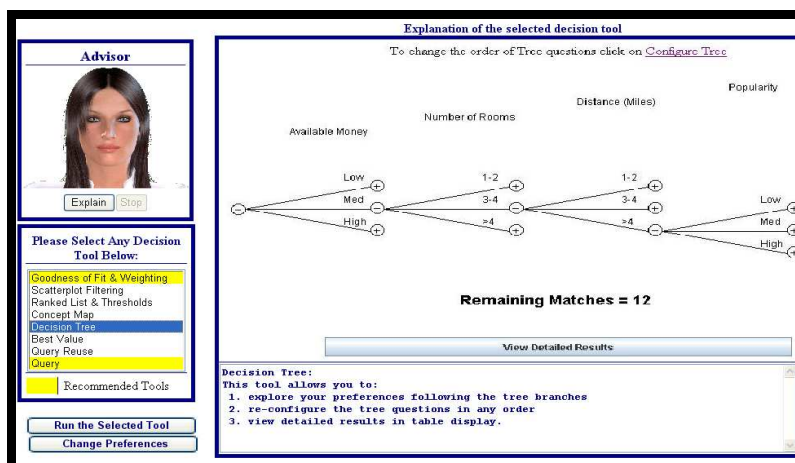 Explanation of the selected decision tool
Advisor
Explain Stop
Please Select Any Decision
Tool Below:
Goodness of Fit & Weighting
Scatterplot Filtering
Ranked List & Thresholds
Concept Map
Decision Tree
Best Value
Query Reuse
Query
Recommended Tools
Run the Selected Tool
Change Preferences
To change the order of Tree questions click on Configure Tree
Available Money
Number of Rooms
Distance (Miles)
Popularity
Low
Med
High
1-2
3-4
>4
1-2
3-4
>4
Low
Med
High
Remaining Matches = 12
View Detailed Results
Decision Tree:
This tool allows you to:
1. explore your preferences following the tree branches
2. re-configure the tree questions in any order
3. view detailed results in table display.